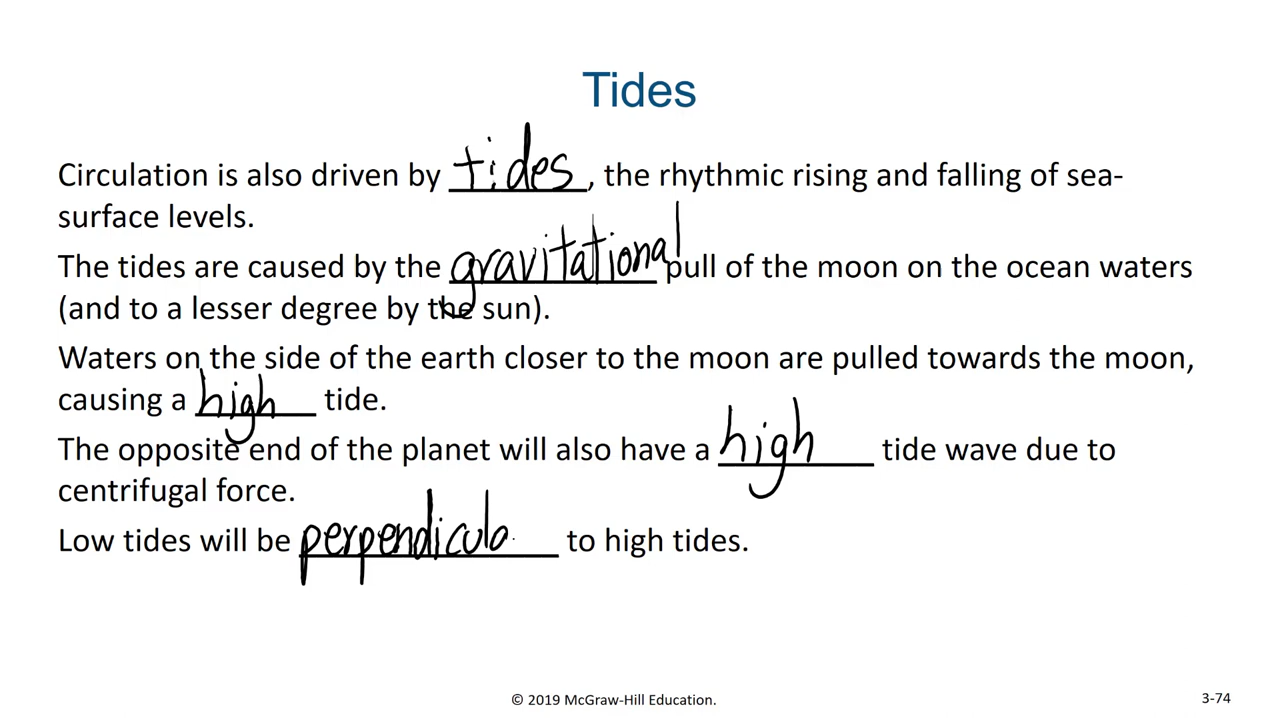 Tides
Circulation is also driven by tides, the rhythmic rising and falling of sea-
surface levels.
The tides are caused by the gravitational pull of the moon on the ocean waters
(and to a lesser degree by the sun).
Waters on the side of the earth closer to the moon are pulled towards the moon,
causing a high tide.
The opposite end of the planet will also have a high tide wave due to
centrifugal force.
Low tides will be perpendicula to high tides.
© 2019 McGraw-Hill Education.
3-74